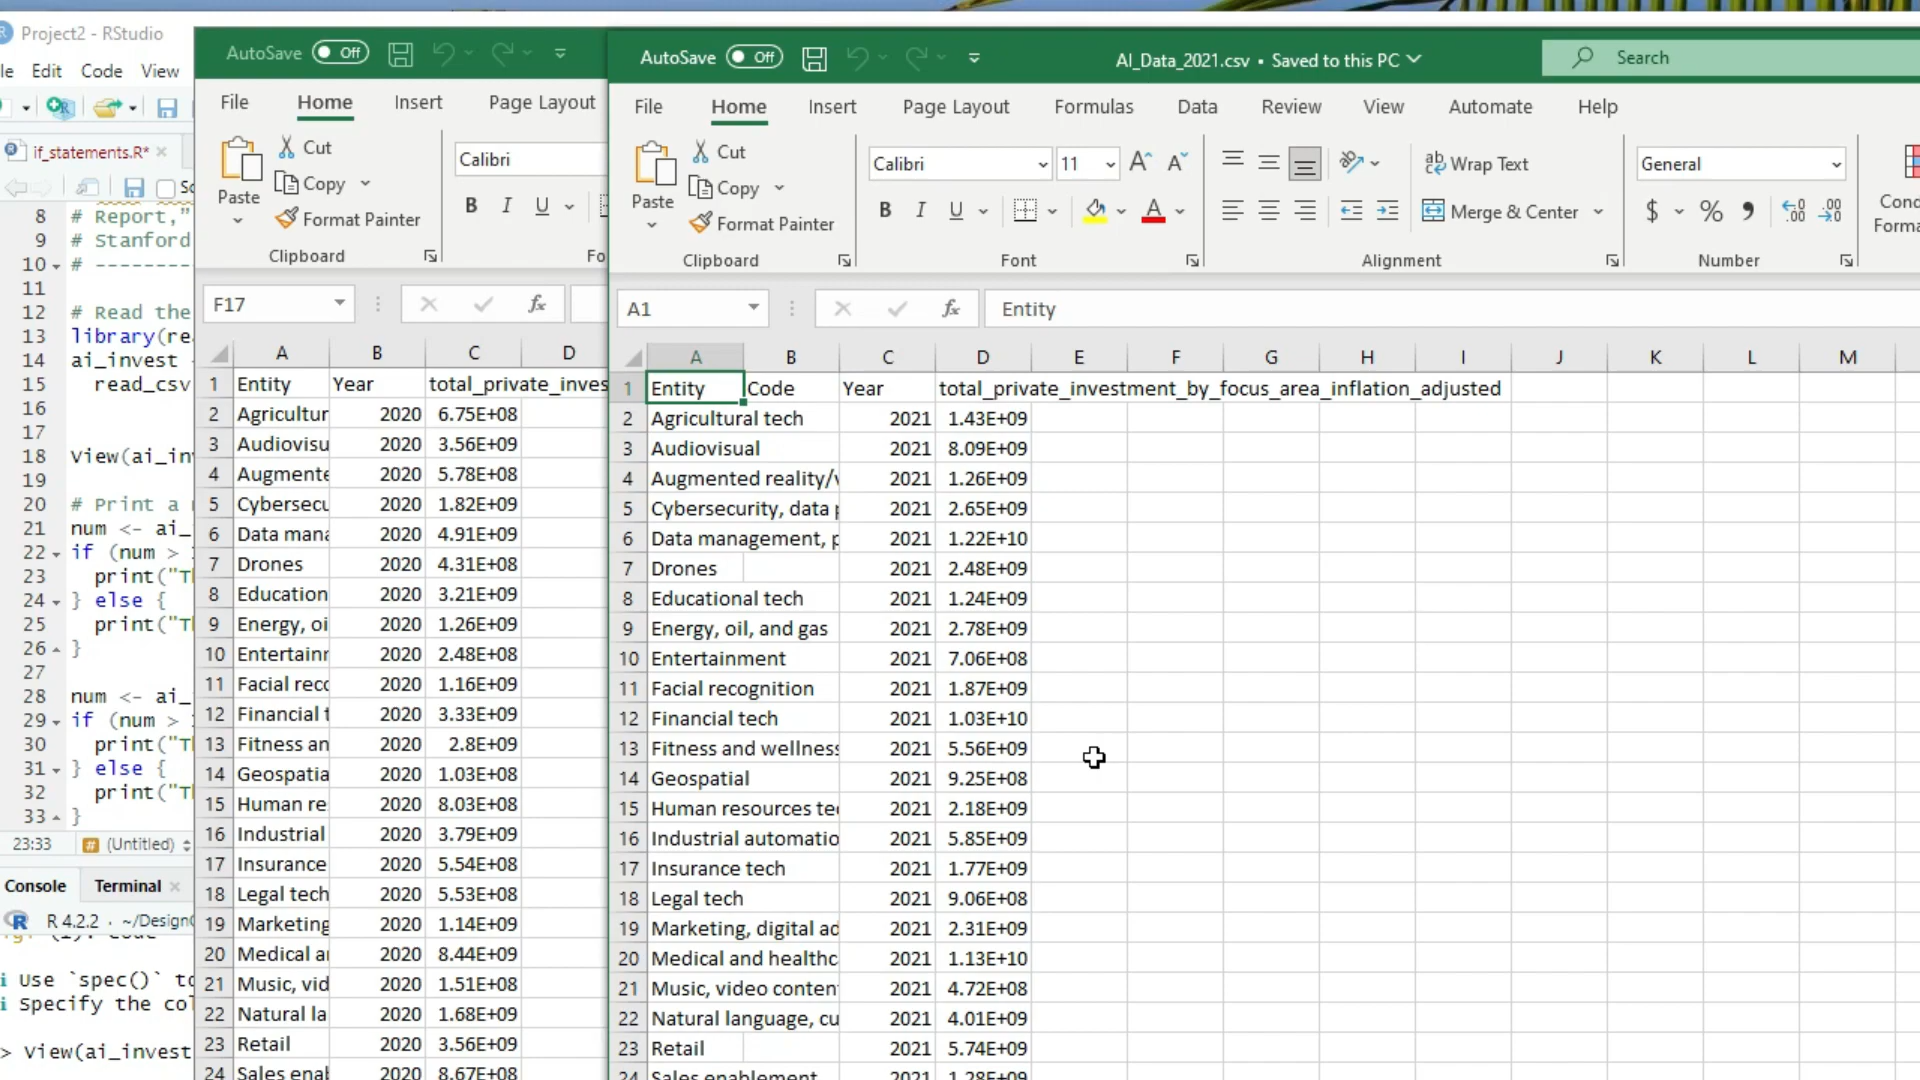 Project2 - RStudio
Edit Code View
if_statements.R*
8 # Report,"
9 # Stanford
10 # ---------
11
12 # Read the
13 library(re
14 ai_invest
15 read_csv
16
17
18 View(ai_in
19
20 # Print a
21 num <- ai_
22 if (num >
23 print("T
24 } else {
25 print("T
26 }
27
28 num <- ai_
29 if (num >
30 print("T
31 } else {
32 print("T
33 }
23:33 # (Untitled)
Console Terminal
R 4.2.2 · ~/Design
i Use `spec()` to
i Specify the col
> View(ai_invest
AutoSave Off
File Home Insert Page Layout
Paste Cut
Copy
Format Painter
Clipboard
Calibri
B I U
Fo
F17 fx
A B C D
1 Entity Year total_private_inves
2 Agricultur 2020 6.75E+08
3 Audiovisu 2020 3.56E+09
4 Augmente 2020 5.78E+08
5 Cybersecu 2020 1.82E+09
6 Data mana 2020 4.91E+09
7 Drones 2020 4.31E+08
8 Education 2020 3.21E+09
9 Energy, oi 2020 1.26E+09
10 Entertainr 2020 2.48E+08
11 Facial reco 2020 1.16E+09
12 Financial t 2020 3.33E+09
13 Fitness an 2020 2.8E+09
14 Geospatia 2020 1.03E+08
15 Human re 2020 8.03E+08
16 Industrial 2020 3.79E+09
17 Insurance 2020 5.54E+08
18 Legal tech 2020 5.53E+08
19 Marketing 2020 1.14E+09
20 Medical a 2020 8.44E+09
21 Music, vid 2020 1.51E+08
22 Natural la 2020 1.68E+09
23 Retail 2020 3.56E+09
24 Sales enal 2020 8.67E+08
AutoSave Off AI_Data_2021.csv • Saved to this PC Search
File Home Insert Page Layout Formulas Data Review View Automate Help
Paste Cut
Copy
Format Painter
Clipboard
Calibri 11 A A
B I U A
Font
ab Wrap Text
Merge & Center
Alignment
General
$ % 9 .00 .00
Number
Cond
Forma
A1 fx Entity
A B C D E F G H I J K L M
1 Entity Code Year total_private_investment_by_focus_area_inflation_adjusted
2 Agricultural tech 2021 1.43E+09
3 Audiovisual 2021 8.09E+09
4 Augmented reality/v 2021 1.26E+09
5 Cybersecurity, data p 2021 2.65E+09
6 Data management, p 2021 1.22E+10
7 Drones 2021 2.48E+09
8 Educational tech 2021 1.24E+09
9 Energy, oil, and gas 2021 2.78E+09
10 Entertainment 2021 7.06E+08
11 Facial recognition 2021 1.87E+09
12 Financial tech 2021 1.03E+10
13 Fitness and wellness 2021 5.56E+09
14 Geospatial 2021 9.25E+08
15 Human resources tec 2021 2.18E+09
16 Industrial automatio 2021 5.85E+09
17 Insurance tech 2021 1.77E+09
18 Legal tech 2021 9.06E+08
19 Marketing, digital ad 2021 2.31E+09
20 Medical and healthc 2021 1.13E+10
21 Music, video conten 2021 4.72E+08
22 Natural language, cu 2021 4.01E+09
23 Retail 2021 5.74E+09
24 Sales enablement 2021 1.28E+09